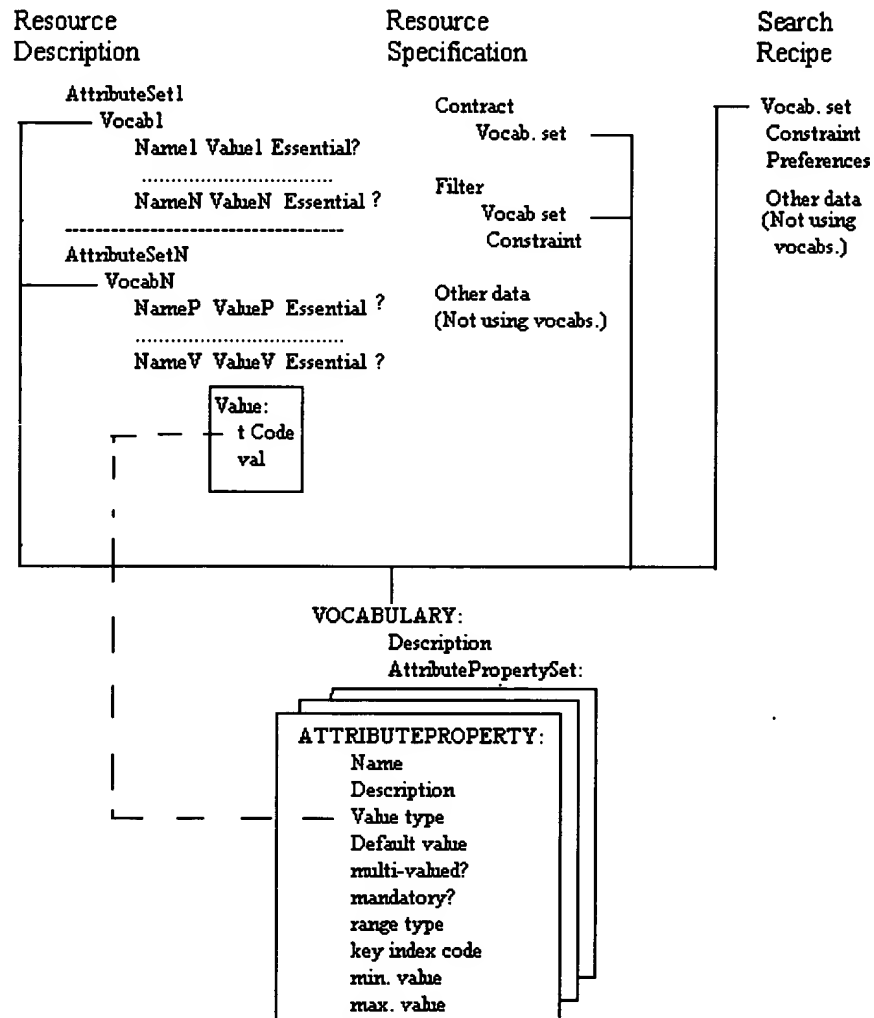 Resource
Description
AttributeSet1
Vocab1
Name1 Value1 Essential?
................................
NameN ValueN Essential ?
--------------------------------------
AttributeSetN
VocabN
NameP ValueP Essential ?
...................................
NameV ValueV Essential ?
Value:
t Code
val
Resource
Specification
Contract
Vocab. set
Filter
Vocab set
Constraint
Other data
(Not using vocabs.)
Search
Recipe
Vocab. set
Constraint
Preferences
Other data
(Not using
vocabs.)
VOCABULARY:
Description
AttributePropertySet:
ATTRIBUTEPROPERTY:
Name
Description
Value type
Default value
multi-valued?
mandatory?
range type
key index code
min. value
max. value